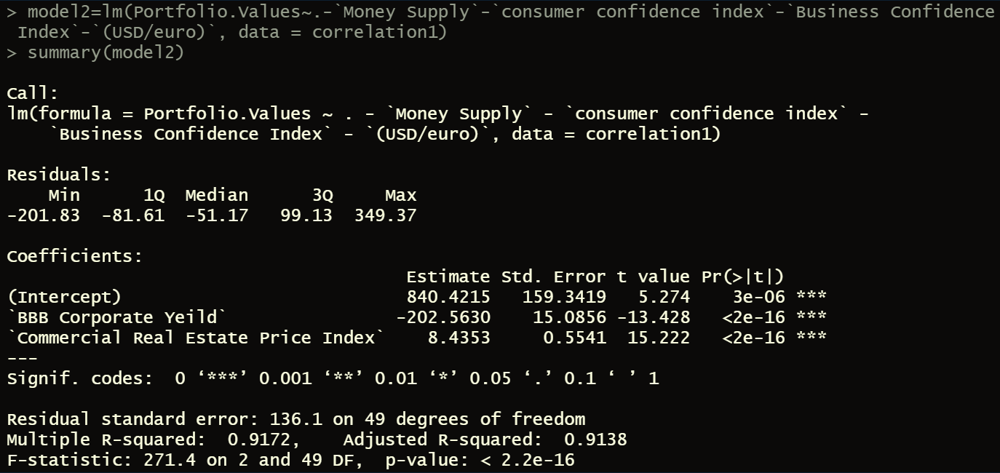 > model2=lm(Portfolio.Values~.-`Money Supply`-`consumer confidence index`-`Business Confidence
 Index`-`(USD/euro)`, data = correlation1)
> summary(model2)

Call:
lm(formula = Portfolio.Values ~ . - `Money Supply` - `consumer confidence index` -
    `Business Confidence Index` - `(USD/euro)`, data = correlation1)

Residuals:
    Min      1Q  Median      3Q     Max
-201.83  -81.61  -51.17   99.13  349.37

Coefficients:
                                      Estimate Std. Error t value Pr(>|t|)
(Intercept)                           840.4215   159.3419   5.274    3e-06 ***
`BBB Corporate Yeild`                -202.5630    15.0856 -13.428   <2e-16 ***
`Commercial Real Estate Price Index`    8.4353     0.5541  15.222   <2e-16 ***
---
Signif. codes:  0 ‘***’ 0.001 ‘**’ 0.01 ‘*’ 0.05 ‘.’ 0.1 ‘ ’ 1

Residual standard error: 136.1 on 49 degrees of freedom
Multiple R-squared:  0.9172,    Adjusted R-squared:  0.9138
F-statistic: 271.4 on 2 and 49 DF,  p-value: < 2.2e-16